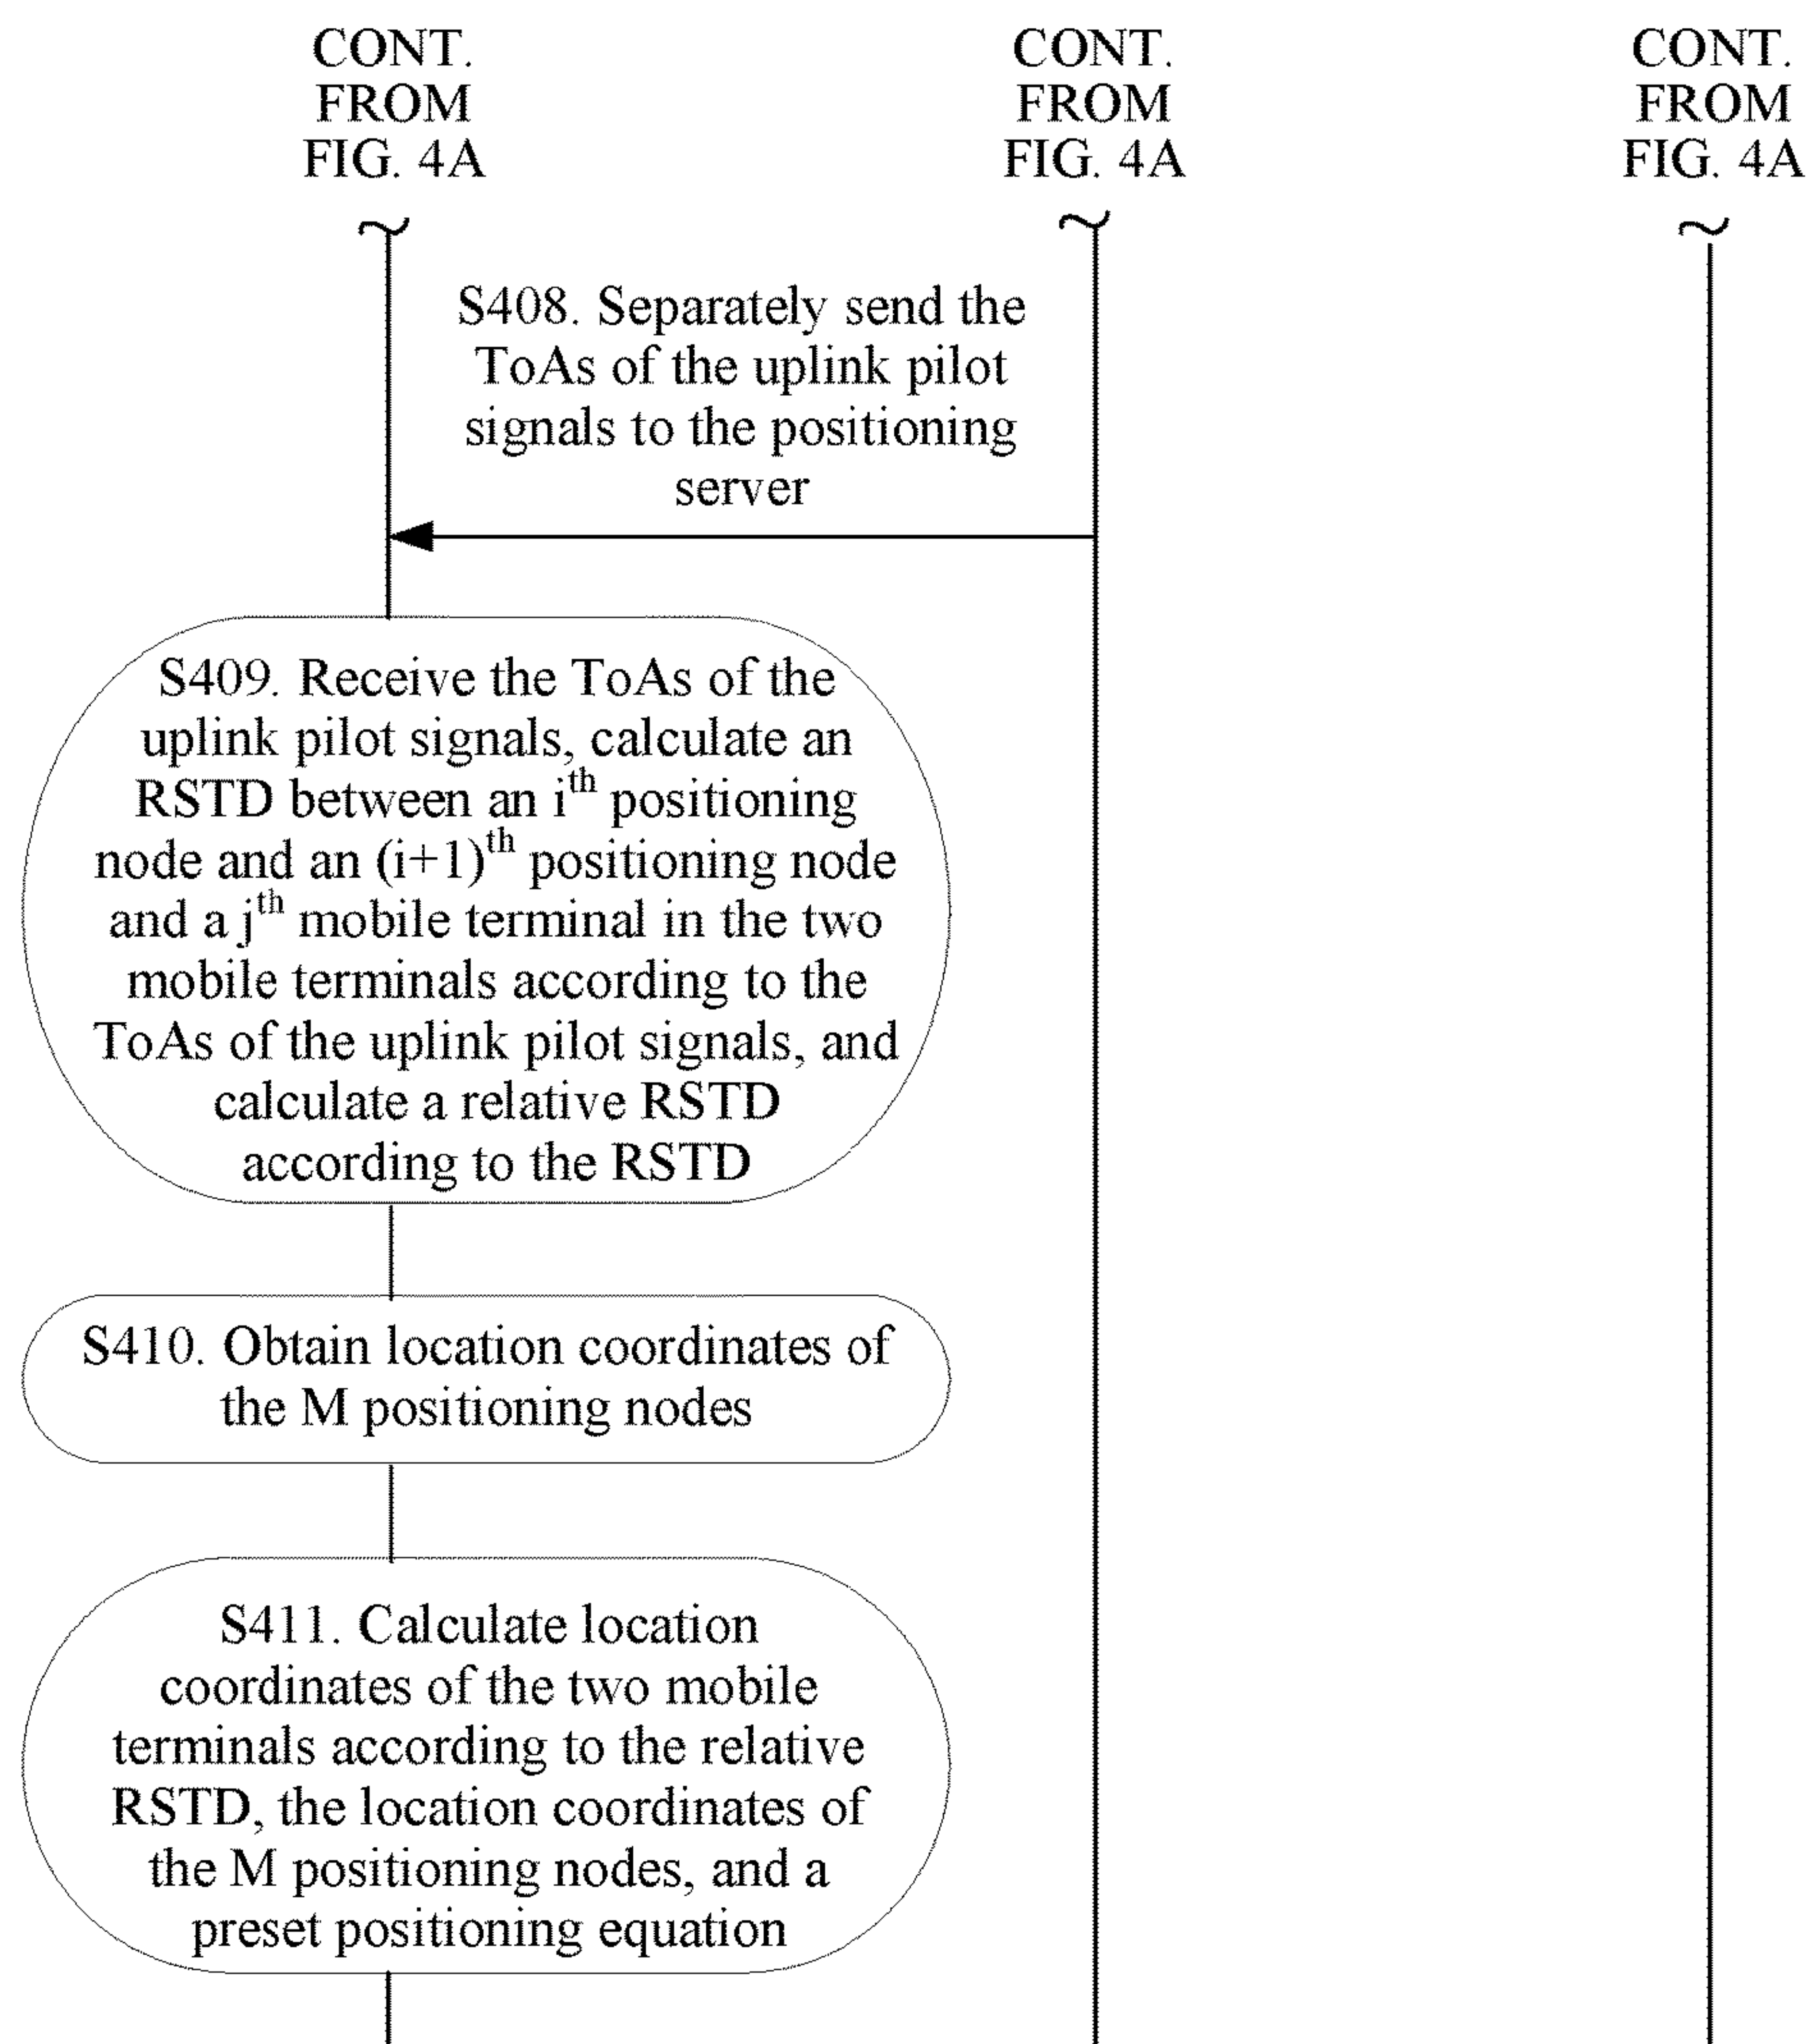 CONT.
FROM
FIG. 4A
CONT.
FROM
FIG. 4A
CONT.
FROM
FIG. 4A
S408. Separately send the
ToAs of the uplink pilot
signals to the positioning
server
S409. Receive the ToAs of the
uplink pilot signals, calculate an
RSTD between an i^th positioning
node and an (i+1)^th positioning node
and a j^th mobile terminal in the two
mobile terminals according to the
ToAs of the uplink pilot signals, and
calculate a relative RSTD
according to the RSTD
S410. Obtain location coordinates of
the M positioning nodes
S411. Calculate location
coordinates of the two mobile
terminals according to the relative
RSTD, the location coordinates of
the M positioning nodes, and a
preset positioning equation